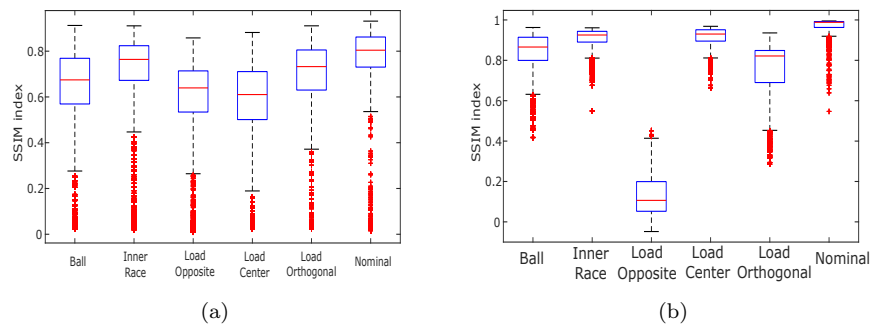 SSIM index
0.8
0.6
0.4
0.2
0
Ball
Inner
Race
Load
Opposite
Load
Center
Load
Orthogonal
Nominal
(a)
SSIM index
1
0.8
0.6
0.4
0.2
0
Ball
Inner
Race
Load
Opposite
Load
Center
Load
Orthogonal
Nominal
(b)